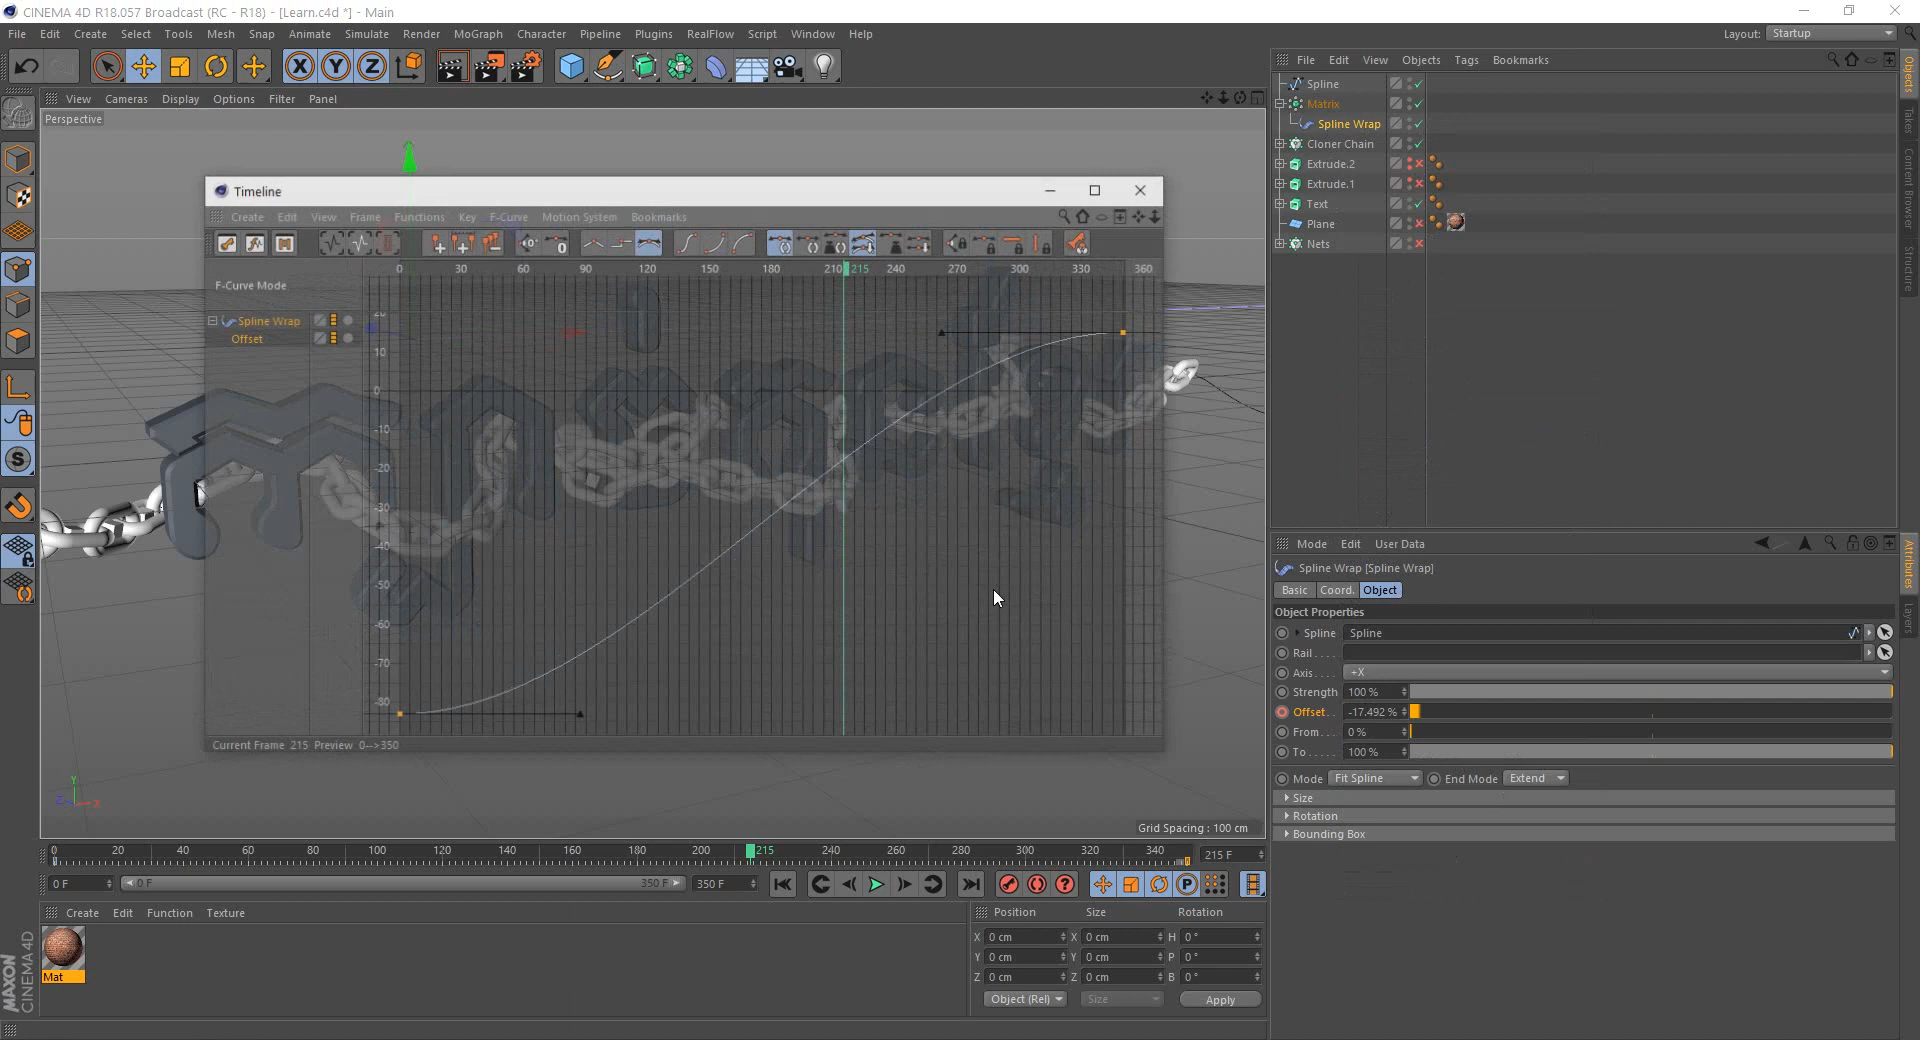 CINEMA 4D R18.057 Broadcast (RC - R18) - [Learn.c4d *] - Main
File Edit Create Select Tools Mesh Snap Animate Simulate Render MoGraph Character Pipeline Plugins RealFlow Script Window Help
Layout: Startup
View Cameras Display Options Filter Panel
Perspective
File Edit View Objects Tags Bookmarks
Spline
Matrix
Spline Wrap
Cloner Chain
Extrude.2
Extrude.1
Text
Plane
Nets
Objects
Takes
Content Browser
Structure
Timeline
Create Edit View Frame Functions Key F-Curve Motion System Bookmarks
0 30 60 90 120 150 180 210 215 240 270 300 330 360
F-Curve Mode
Spline Wrap
Offset
20
10
0
-10
-20
-30
-40
-50
-60
-70
-80
Current Frame 215 Preview 0-->350
Y
Z X
Grid Spacing : 100 cm
Mode Edit User Data
Spline Wrap [Spline Wrap]
Basic Coord. Object
Object Properties
Spline Spline
Rail . . . .
Axis . . . . +X
Strength 100 %
Offset . . -17.492 %
From . . . 0 %
To . . . . . 100 %
Mode Fit Spline End Mode Extend
Size
Rotation
Bounding Box
Attributes
Layers
0 20 40 60 80 100 120 140 160 180 200 215 240 260 280 300 320 340
215 F
0 F 0 F 350 F 350 F
Create Edit Function Texture
Mat
Position Size Rotation
X 0 cm X 0 cm H 0 °
Y 0 cm Y 0 cm P 0 °
Z 0 cm Z 0 cm B 0 °
Object (Rel) Size Apply
MAXON
CINEMA 4D